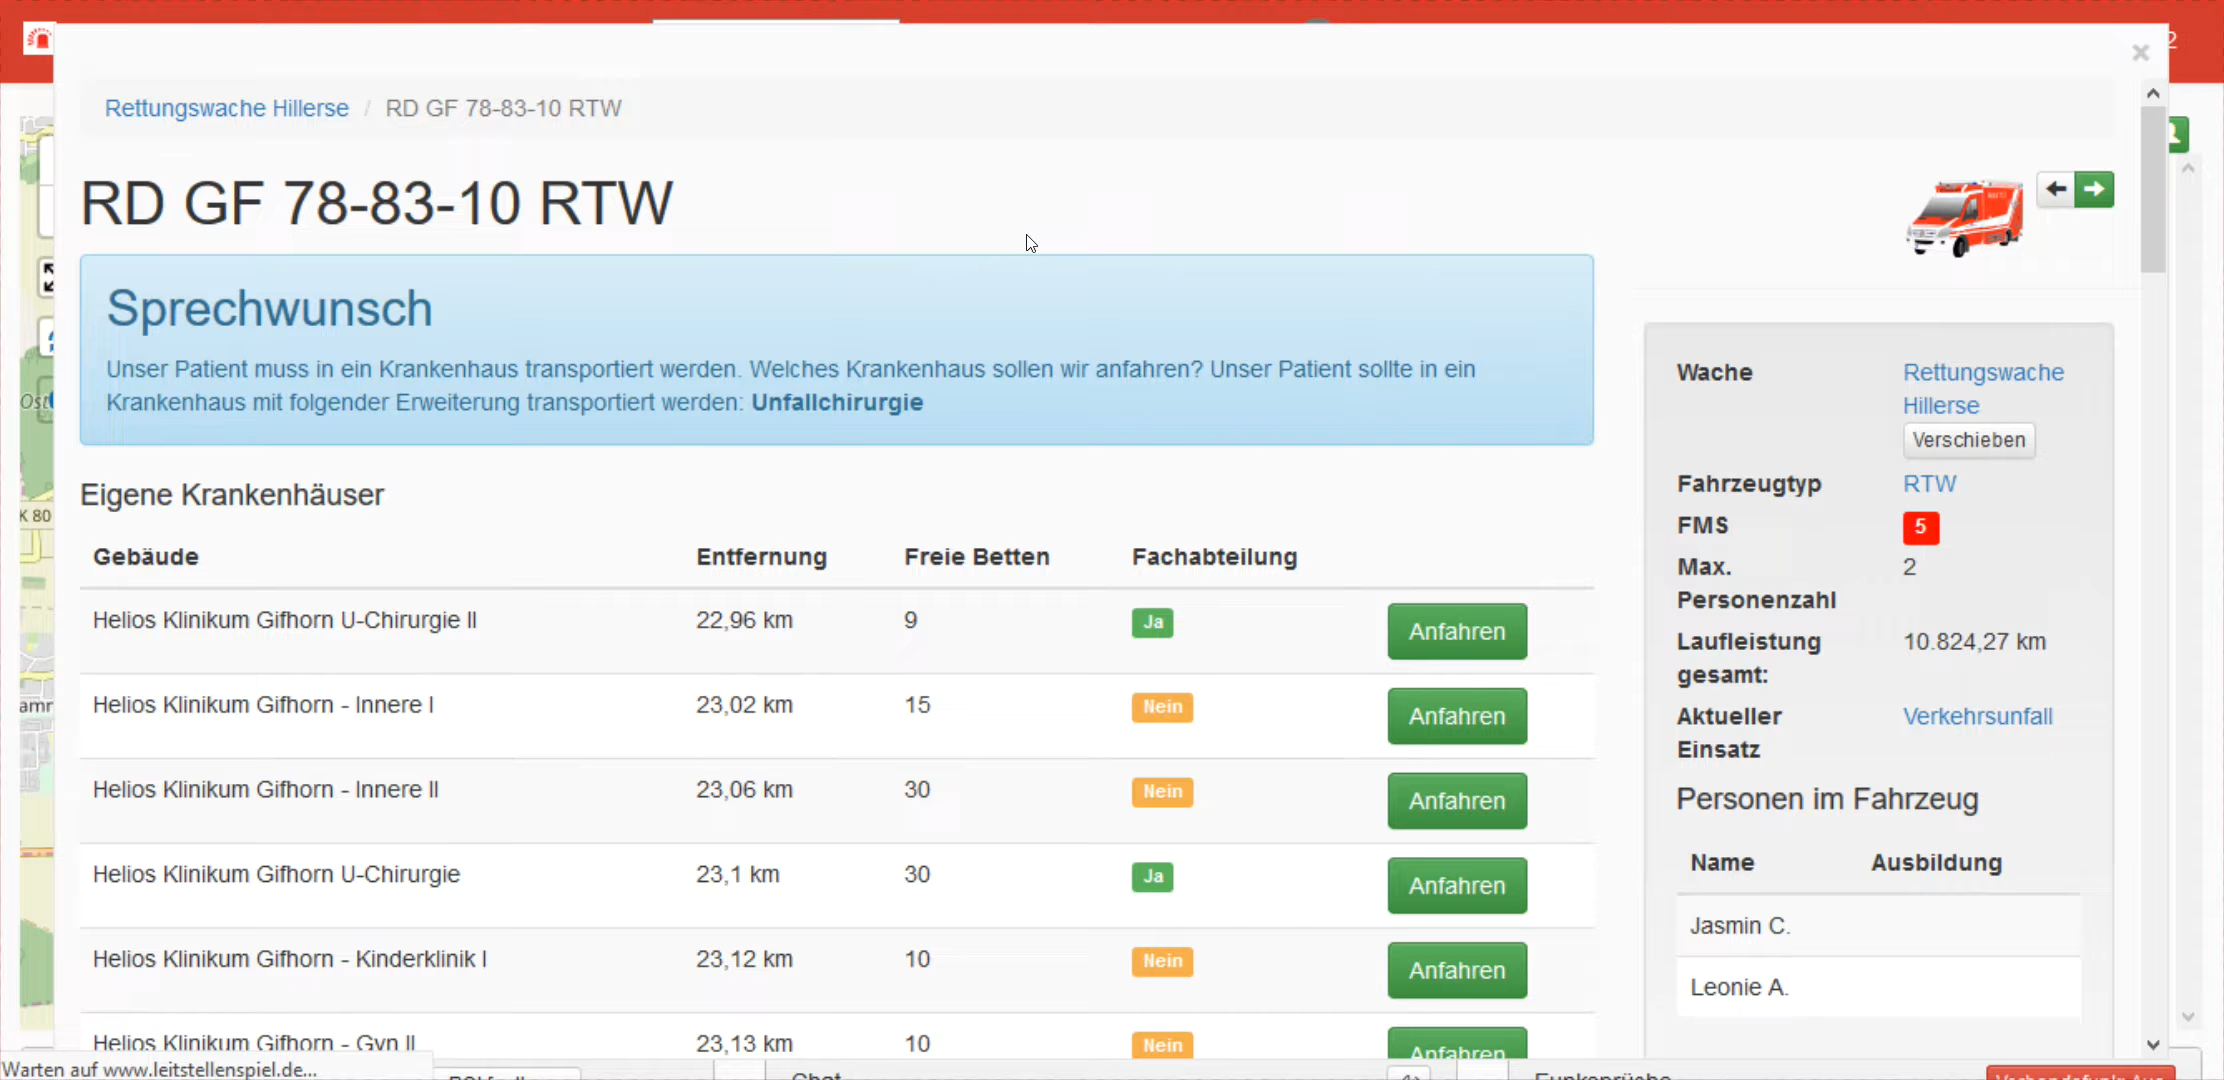 2
Rettungswache Hillerse / RD GF 78-83-10 RTW
RD GF 78-83-10 RTW
Sprechwunsch
Unser Patient muss in ein Krankenhaus transportiert werden. Welches Krankenhaus sollen wir anfahren? Unser Patient sollte in ein
Krankenhaus mit folgender Erweiterung transportiert werden: Unfallchirurgie
Eigene Krankenhäuser
Gebäude Entfernung Freie Betten Fachabteilung
Helios Klinikum Gifhorn U-Chirurgie II 22,96 km 9 Ja Anfahren
Helios Klinikum Gifhorn - Innere I 23,02 km 15 Nein Anfahren
Helios Klinikum Gifhorn - Innere II 23,06 km 30 Nein Anfahren
Helios Klinikum Gifhorn U-Chirurgie 23,1 km 30 Ja Anfahren
Helios Klinikum Gifhorn - Kinderklinik I 23,12 km 10 Nein Anfahren
Helios Klinikum Gifhorn - Gyn II 23,13 km 10 Nein Anfahren
Wache Rettungswache
Hillerse
Verschieben
Fahrzeugtyp RTW
FMS 5
Max. 2
Personenzahl
Laufleistung 10.824,27 km
gesamt:
Aktueller Verkehrsunfall
Einsatz
Personen im Fahrzeug
Name Ausbildung
Jasmin C.
Leonie A.
Ost
K 80
amr
Warten auf www.leitstellenspiel.de...
Chat
Funksprüche